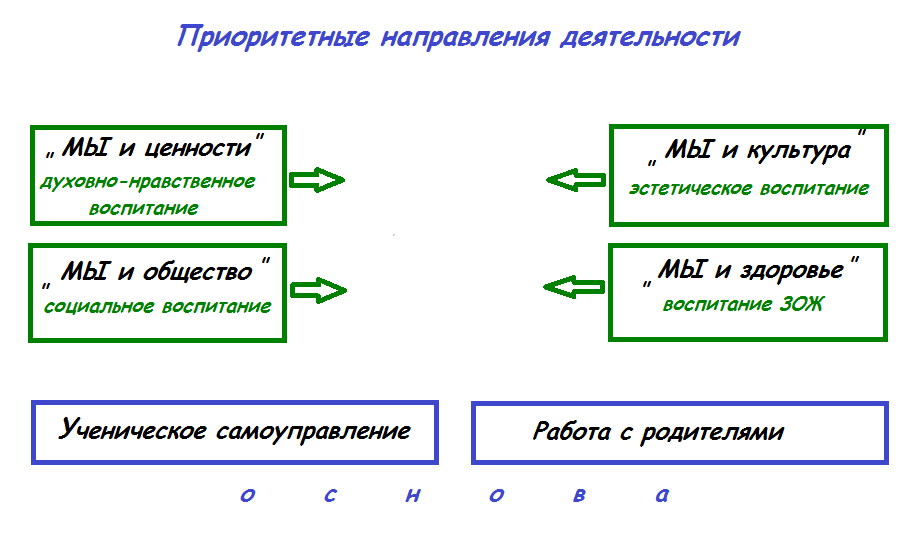 Приоритетные направления деятельности
„ МЫ и ценности"
духовно-нравственное
воспитание
„ МЫ и культура"
эстетическое воспитание
„ МЫ и общество"
социальное воспитание
„ МЫ и здоровье"
воспитание ЗОЖ
Ученическое самоуправление
Работа с родителями
о с н о в а